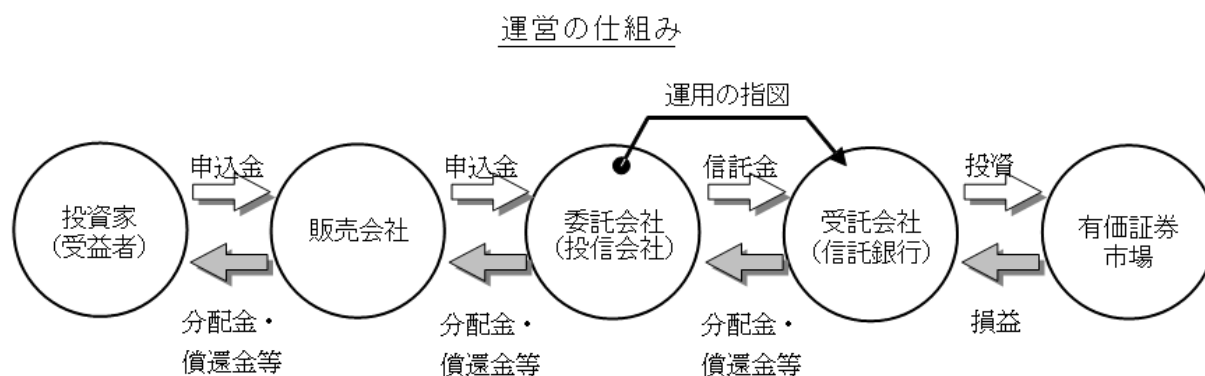 運営の仕組み
運用の指図
申込金
申込金
信託金
投資
投資家
(受益者)
販売会社
委託会社
(投信会社)
受託会社
(信託銀行)
有価証券
市場
分配金・
償還金等
分配金・
償還金等
分配金・
償還金等
損益